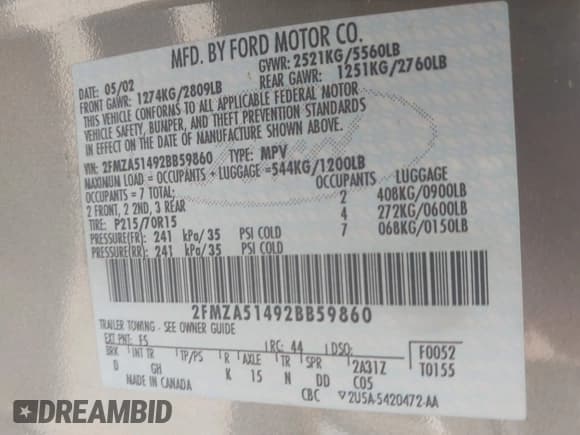 MFD. BY FORD MOTOR CO.
DATE: 05/02 GVWR: 2521KG/5560LB
FRONT GAWR: 1274KG/2809LB REAR GAWR: 1251KG/2760LB
THIS VEHICLE CONFORMS TO ALL APPLICABLE FEDERAL MOTOR
VEHICLE SAFETY, BUMPER, AND THEFT PREVENTION STANDARDS
IN EFFECT ON THE DATE OF MANUFACTURE SHOWN ABOVE.
VIN: 2FMZA51492BB59860 TYPE: MPV
MAXIMUM LOAD = OCCUPANTS + LUGGAGE =544KG/1200LB
OCCUPANTS = 7 TOTAL; OCCUPANTS LUGGAGE
2 FRONT, 2 2ND, 3 REAR 2 408KG/0900LB
TIRE: P215/70R15 4 272KG/0600LB
PRESSURE(FR): 241 kPa/35 PSI COLD 7 068KG/0150LB
PRESSURE(RR): 241 kPa/35 PSI COLD
2FMZA51492BB59860
TRAILER TOWING - SEE OWNER GUIDE
EXT PNT: F5 RC: 44 DSO: F0052
BRK INT TR TP/PS R AXLE TR SPR 2A31Z T0155
D GH K 15 N DD C05
MADE IN CANADA CBC 2U5A-5420472-AA
Ford
DREAMBID